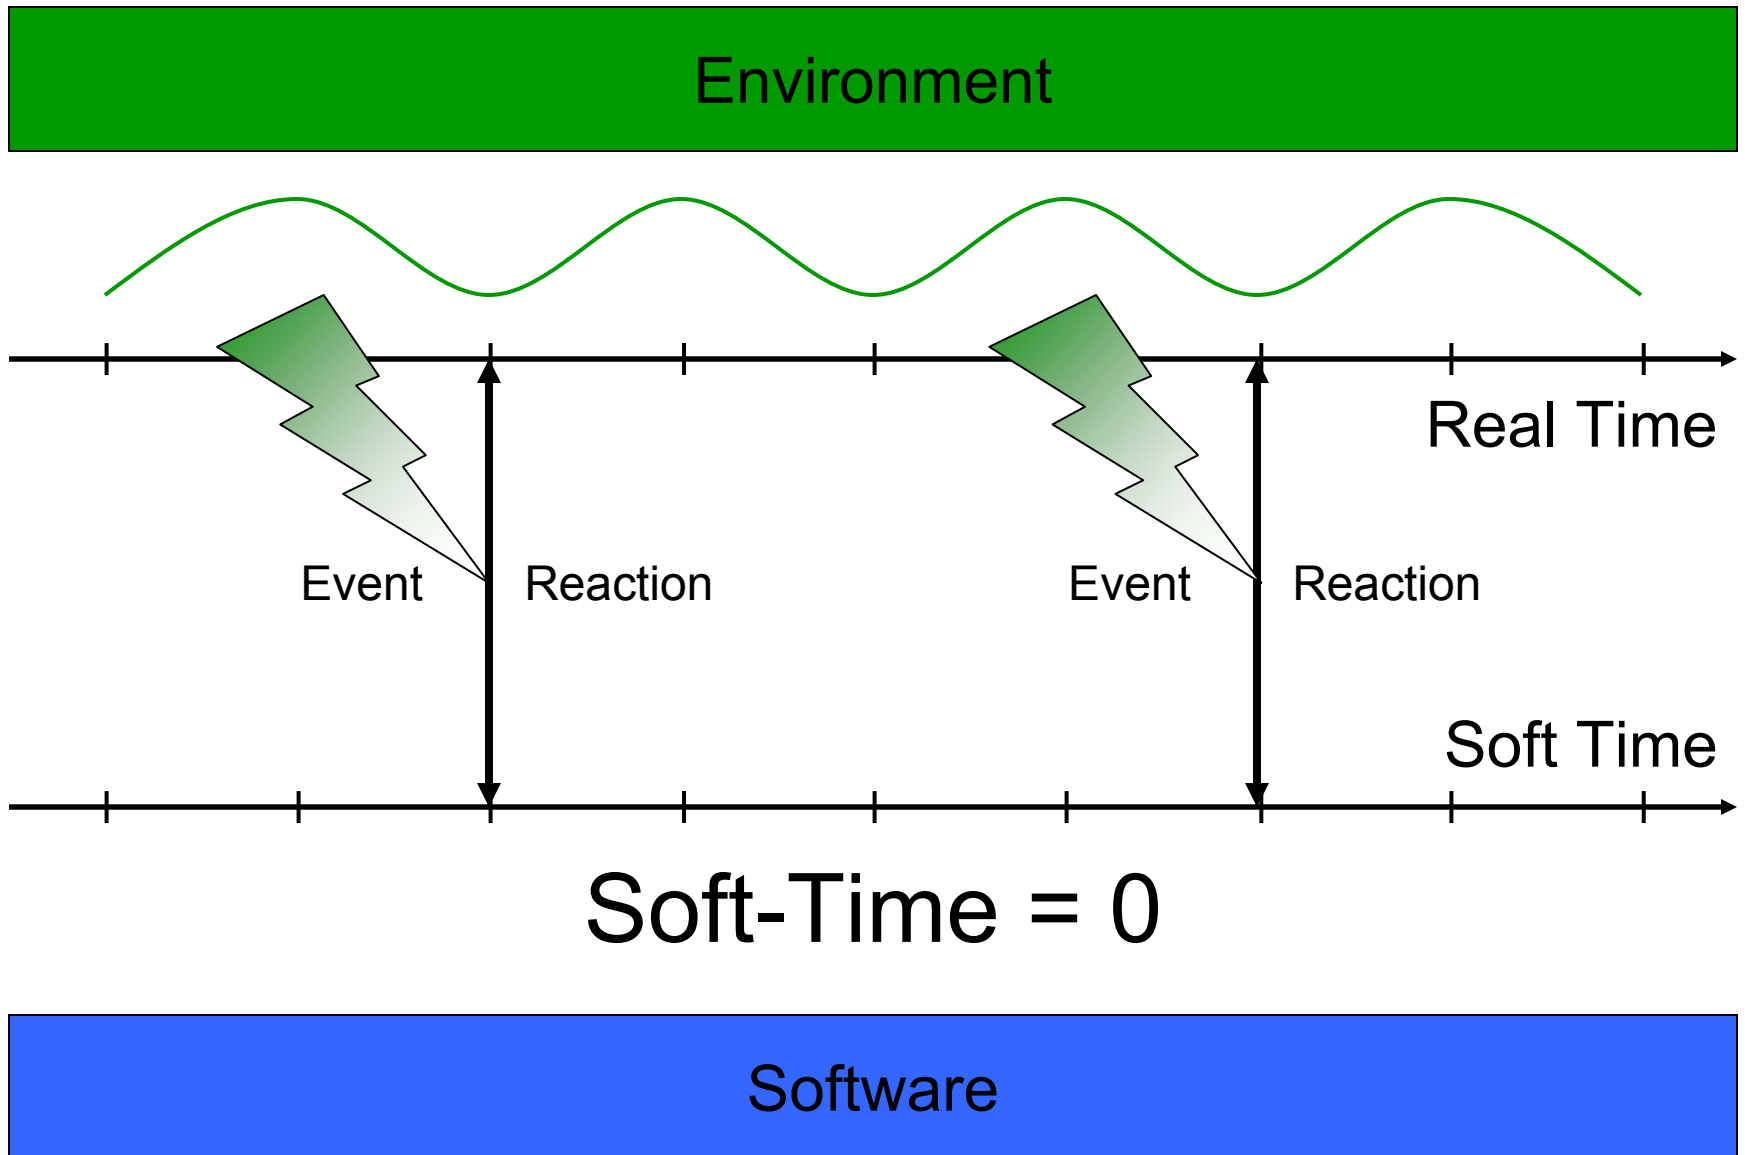 Environment
Real Time
Event Reaction Event Reaction
Soft Time
Soft-Time = 0
Software